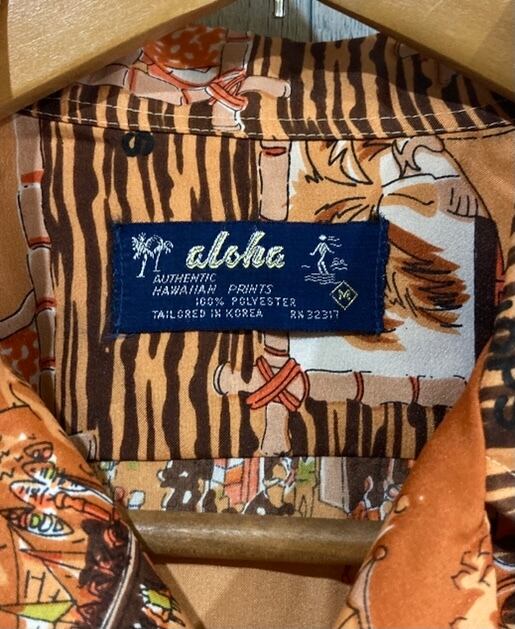 aloha
AUTHENTIC
HAWAIIAN PRINTS
100% POLYESTER
TAILORED IN KOREA RN 32317
M